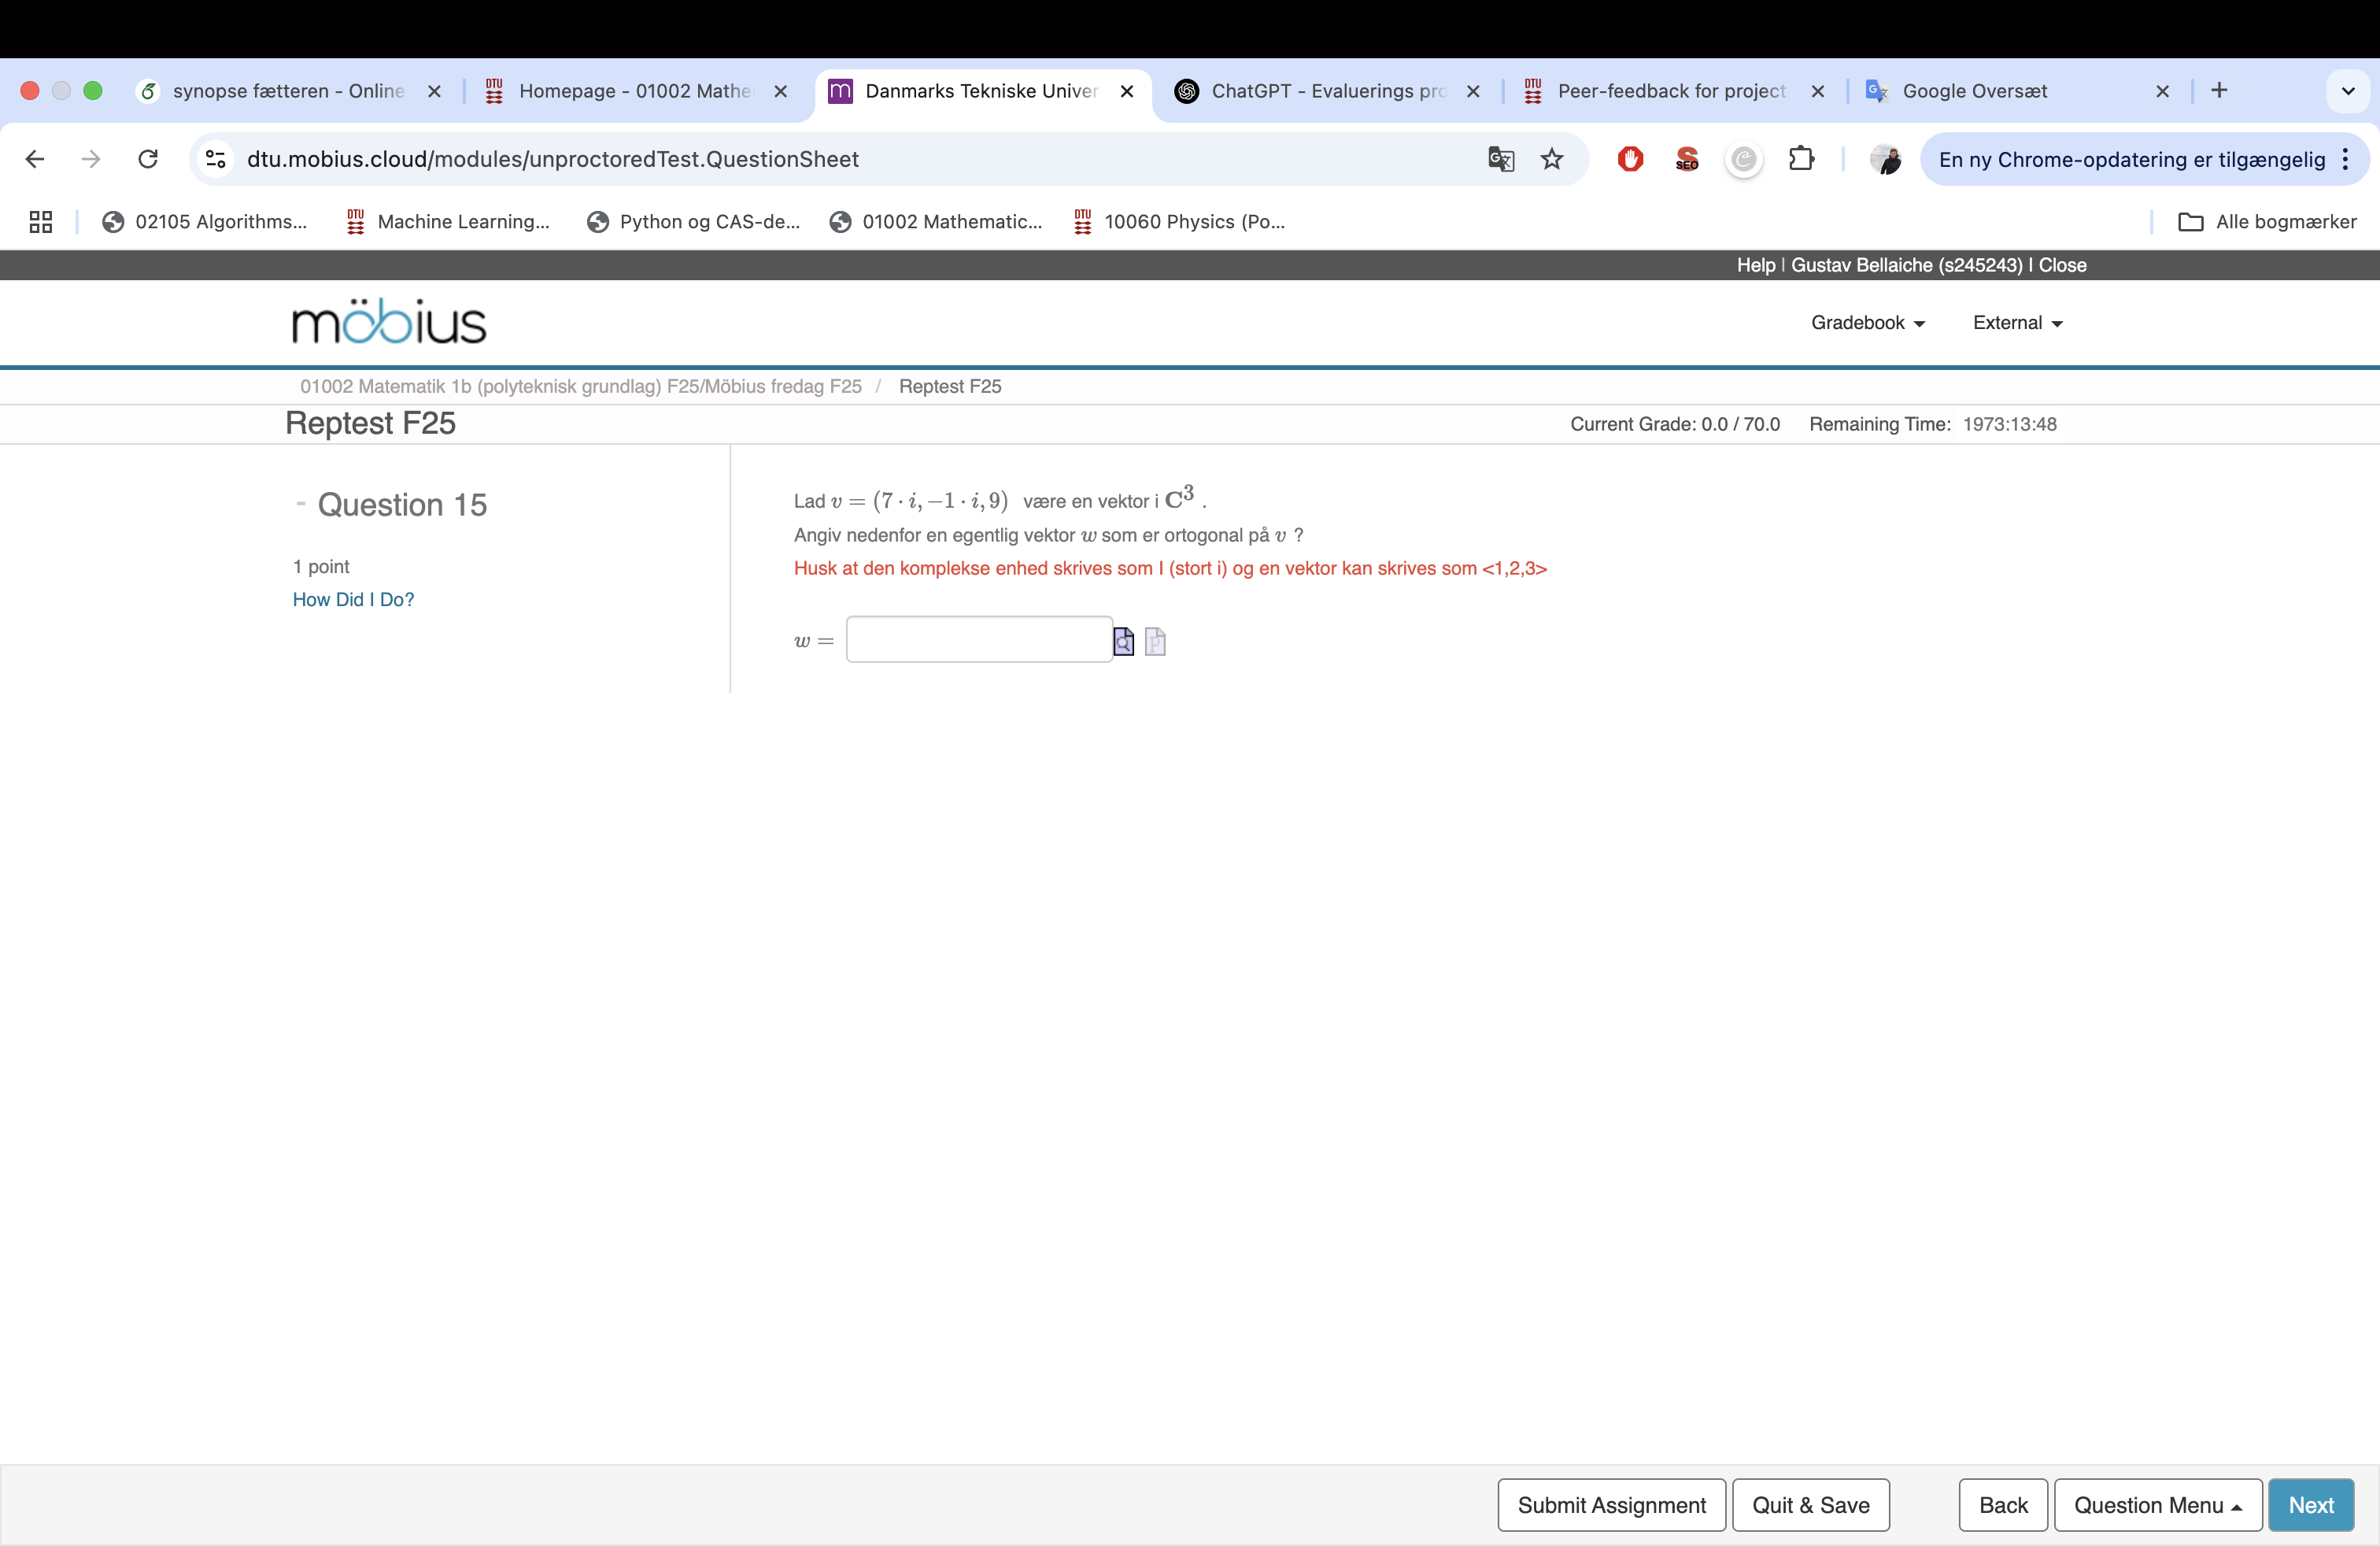 synopse fætteren - Online
Homepage - 01002 Mathe
Danmarks Tekniske Univer
ChatGPT - Evaluerings pro
Peer-feedback for project
Google Oversæt
dtu.mobius.cloud/modules/unproctoredTest.QuestionSheet
SEO
En ny Chrome-opdatering er tilgængelig
02105 Algorithms...
DTU
Machine Learning...
Python og CAS-de...
01002 Mathematic...
DTU
10060 Physics (Po...
Alle bogmærker
Help | Gustav Bellaiche (s245243) | Close
möbius
Gradebook
External
01002 Matematik 1b (polyteknisk grundlag) F25/Möbius fredag F25 / Reptest F25
Reptest F25
Current Grade: 0.0 / 70.0 Remaining Time: 1973:13:48
- Question 15
1 point
How Did I Do?
Lad v = (7 · i, −1 · i, 9) være en vektor i C³ .
Angiv nedenfor en egentlig vektor w som er ortogonal på v ?
Husk at den komplekse enhed skrives som I (stort i) og en vektor kan skrives som <1,2,3>
w =
Submit Assignment
Quit & Save
Back
Question Menu
Next